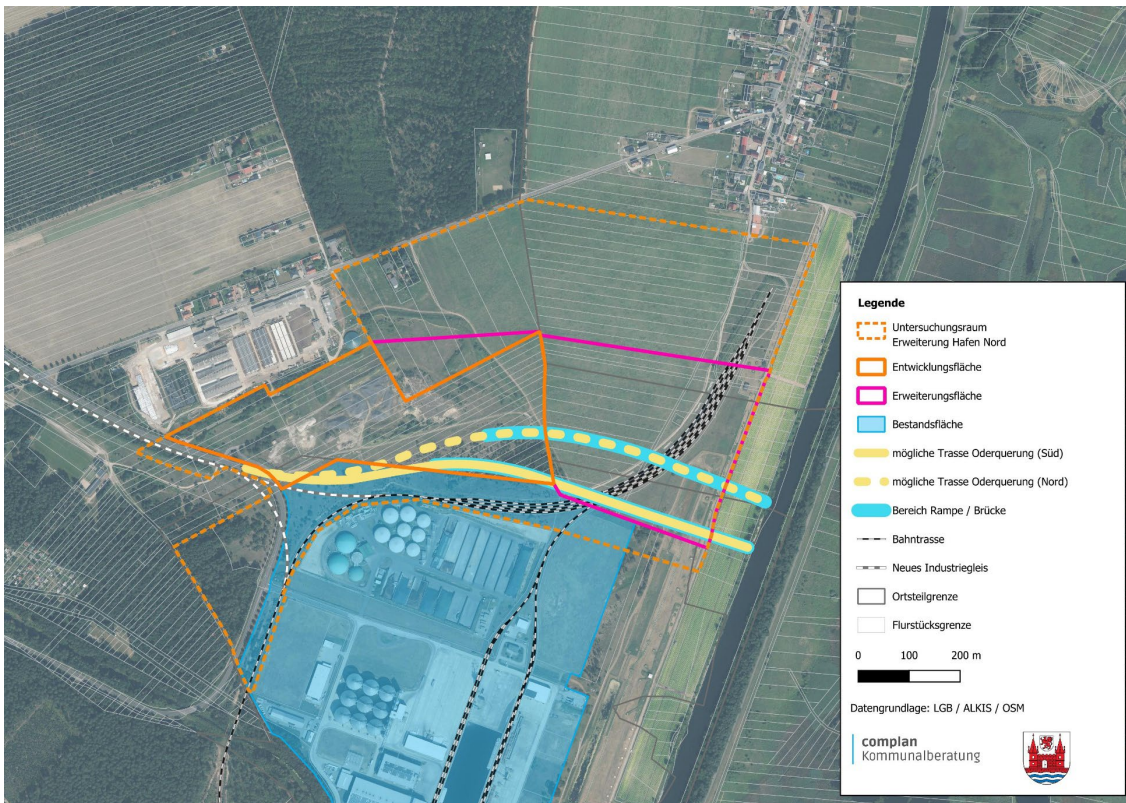 Legende
Untersuchungsraum
Erweiterung Hafen Nord
Entwicklungsfläche
Erweiterungsfläche
Bestandsfläche
mögliche Trasse Oderquerung (Süd)
mögliche Trasse Oderquerung (Nord)
Bereich Rampe / Brücke
Bahntrasse
Neues Industriegleis
Ortsteilgrenze
Flurstücksgrenze
0 100 200 m
Datengrundlage: LGB / ALKIS / OSM
complan
Kommunalberatung